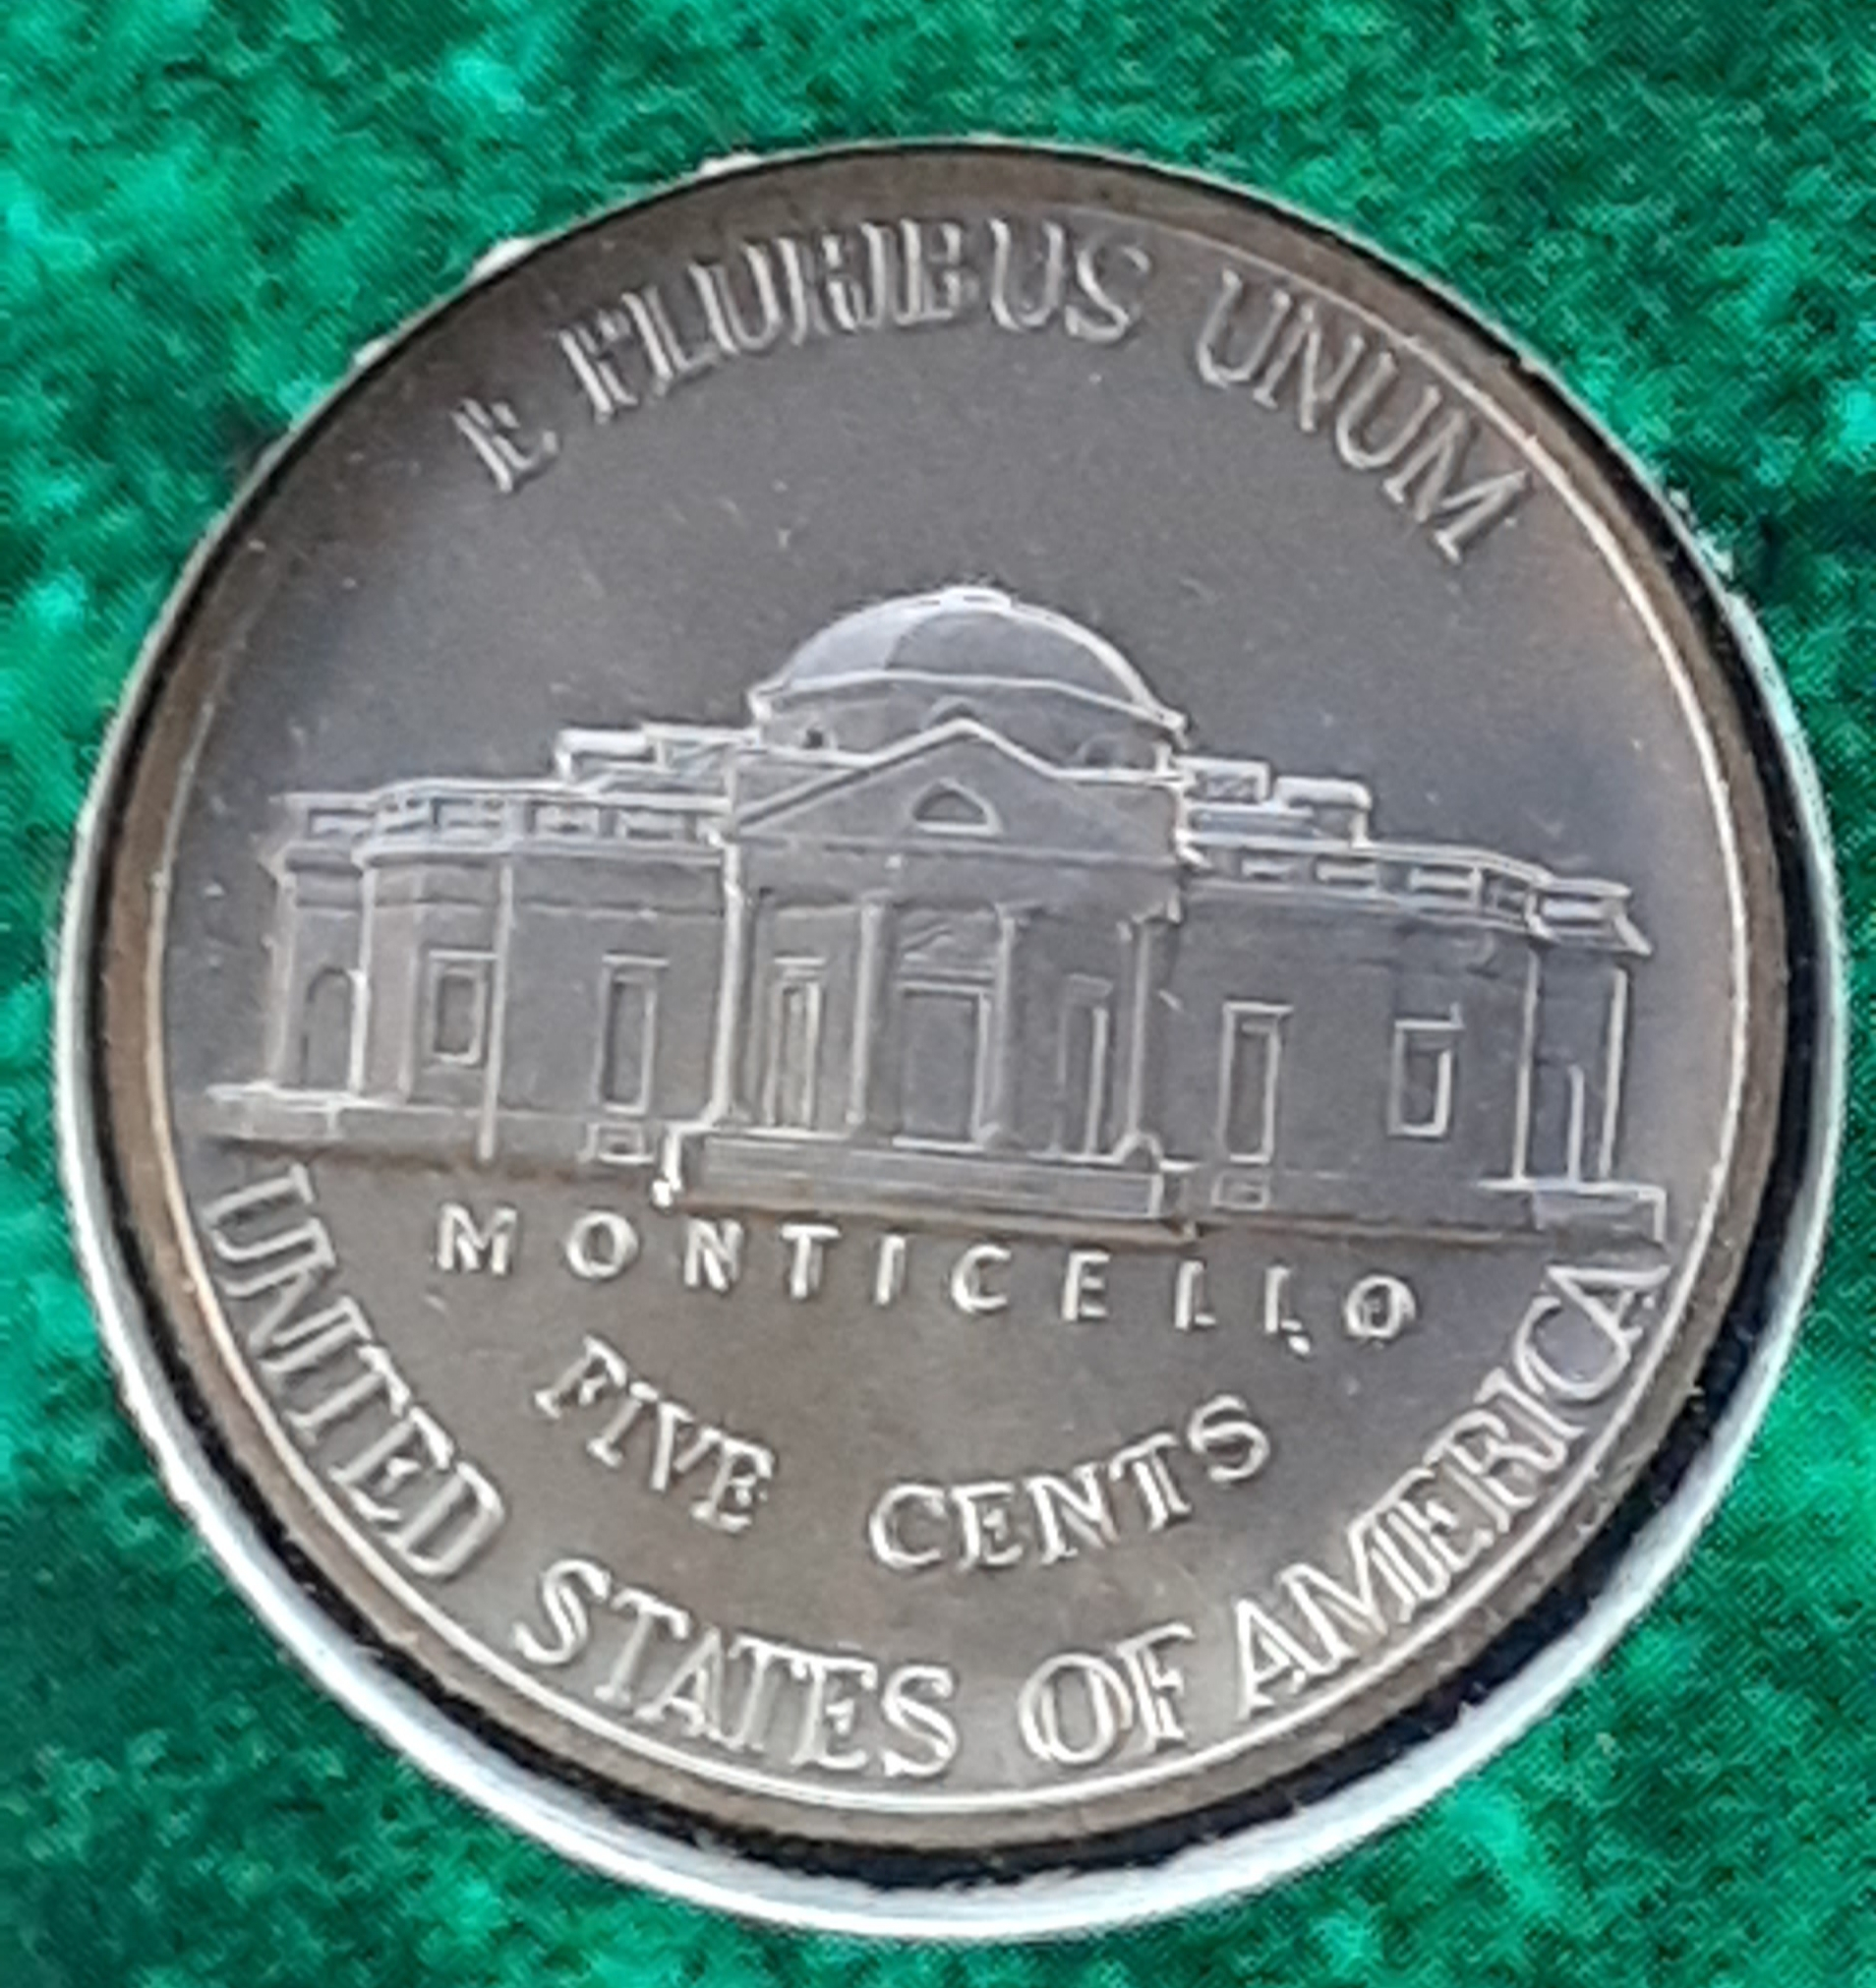 E PLURIBUS UNUM
MONTICELLO
FIVE CENTS
UNITED STATES OF AMERICA